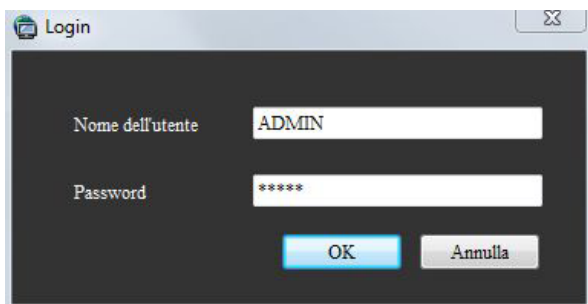 Login
Nome dell'utente
ADMIN
Password
*****
OK
Annulla